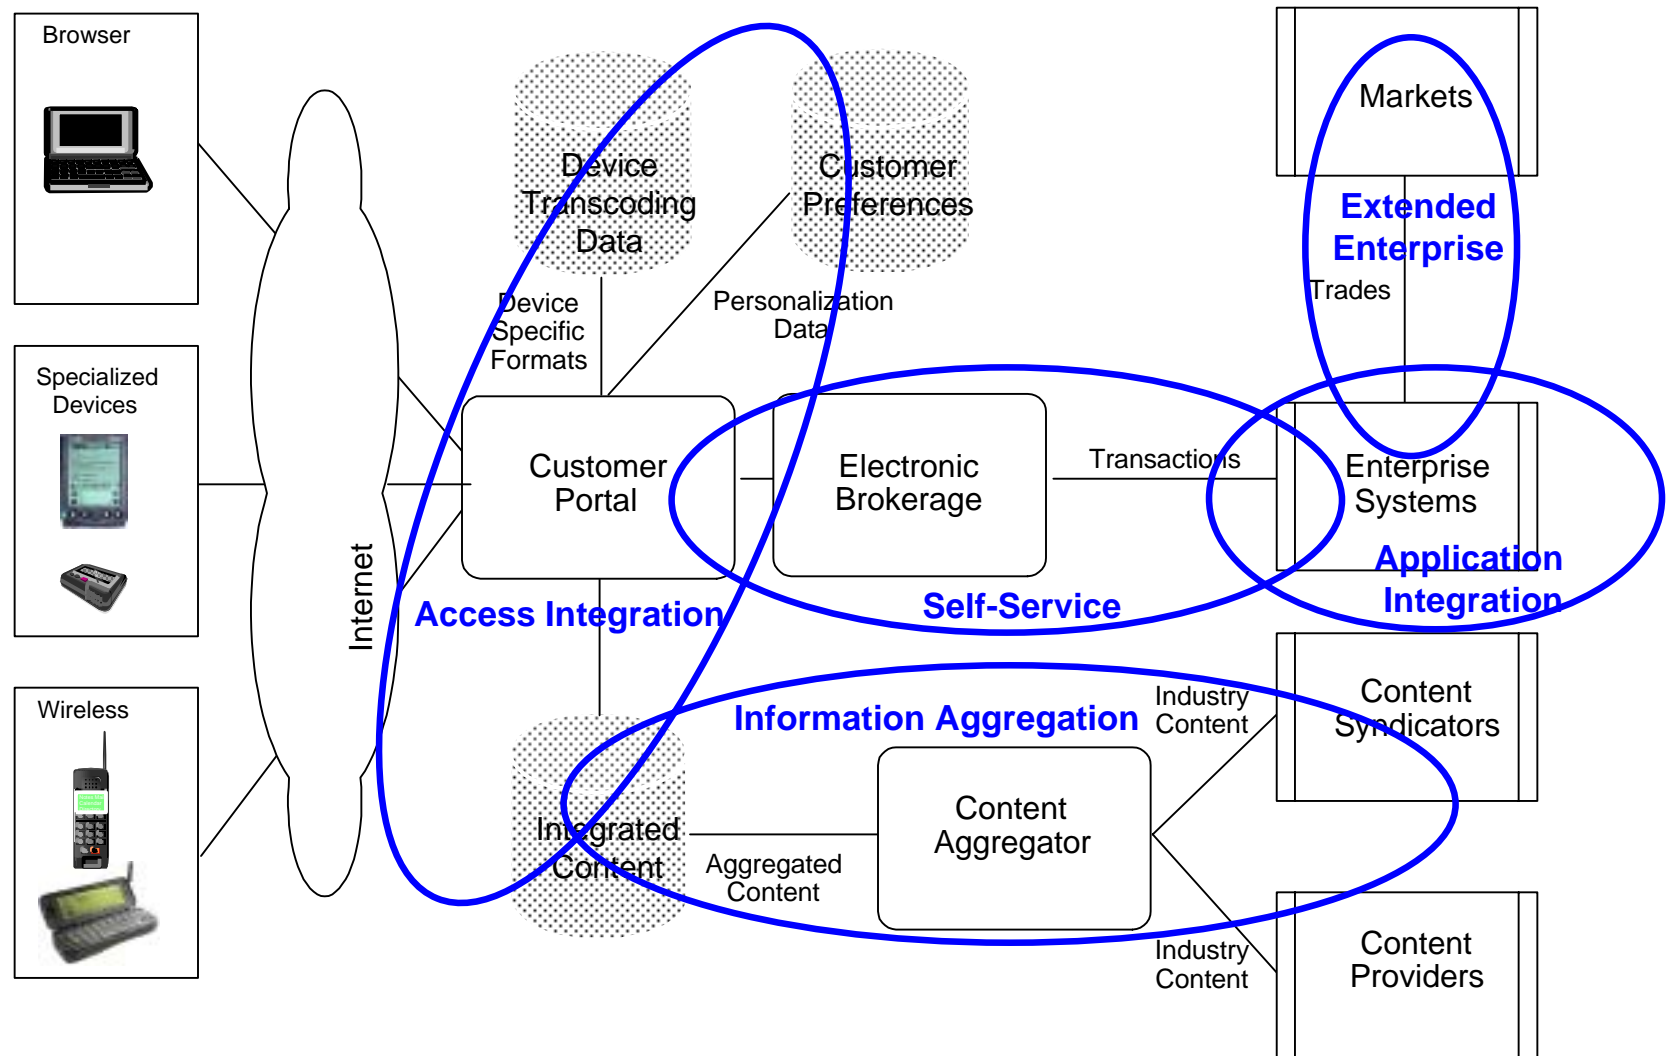 Browser
Specialized
Devices
Wireless
Internet
Device
Transcoding
Data
Customer
Preferences
Device
Specific
Formats
Personalization
Data
Customer
Portal
Electronic
Brokerage
Transactions
Access Integration
Self-Service
Markets
Extended
Enterprise
Trades
Enterprise
Systems
Application
Integration
Information Aggregation
Integrated
Content
Aggregated
Content
Content
Aggregator
Industry
Content
Content
Syndicators
Industry
Content
Content
Providers